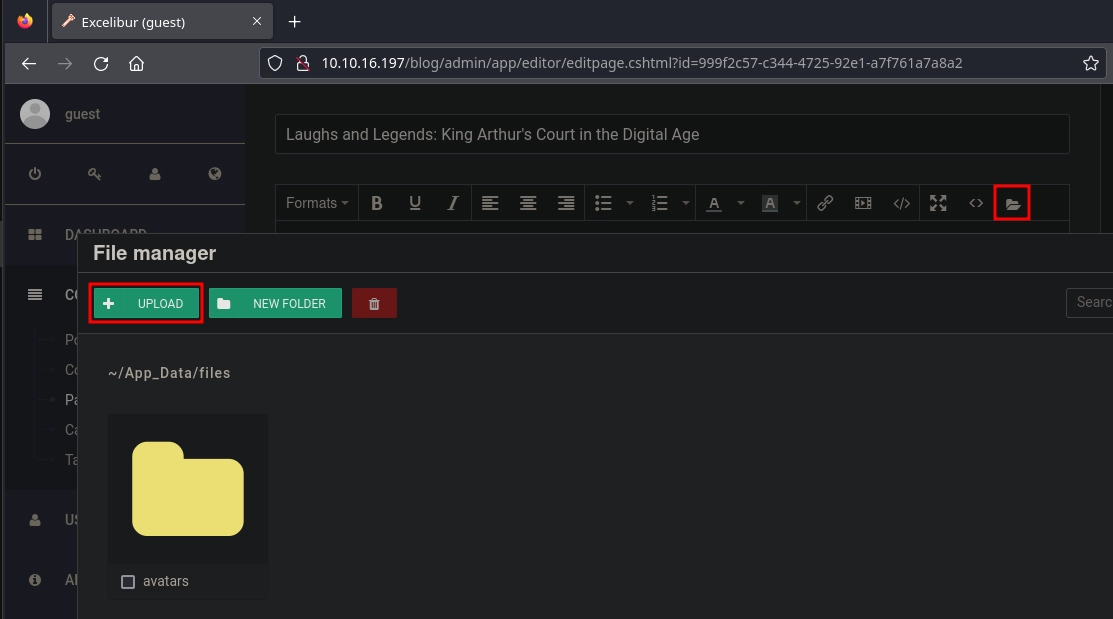 Excelibur (guest)
10.10.16.197/blog/admin/app/editor/editpage.cshtml?id=999f2c57-c344-4725-92e1-a7f761a7a8a2
guest
Laughs and Legends: King Arthur's Court in the Digital Age
Formats B U I A A
DASHBOARD
File manager
UPLOAD NEW FOLDER Searc
~/App_Data/files
avatars